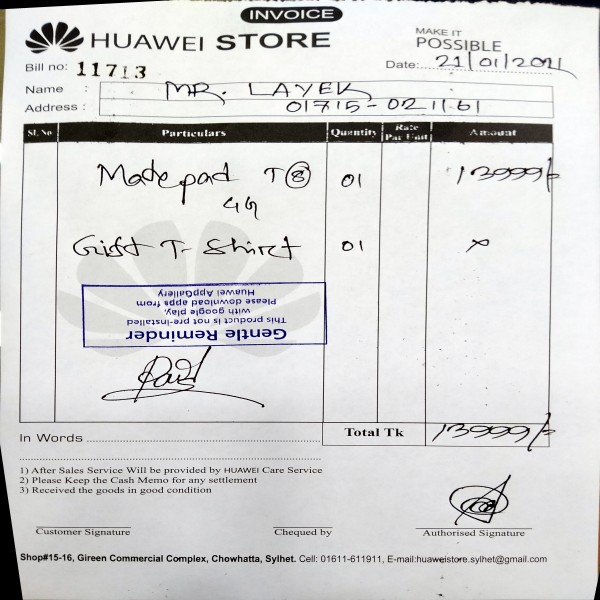 INVOICE
HUAWEI STORE
MAKE IT
POSSIBLE
Bill no: 11713
Date: 21/01/2021
Name : MR. LAYEK
Address : 01715-021161
SL No Particulars Quantity Rate Per Unit Amount
Matepad T8 01 13999/-
4G
Gift T-Shirt 01 x
Gentle Reminder
This product is not pre-installed
with google play,
Please download apps from
Huawei AppGallery
Paid
In Words
Total Tk 13999/-
1) After Sales Service Will be provided by HUAWEI Care Service
2) Please Keep the Cash Memo for any settlement
3) Received the goods in good condition
Customer Signature Chequed by Authorised Signature
Shop#15-16, Gireen Commercial Complex, Chowhatta, Sylhet. Cell: 01611-611911, E-mail:huaweistore.sylhet@gmail.com